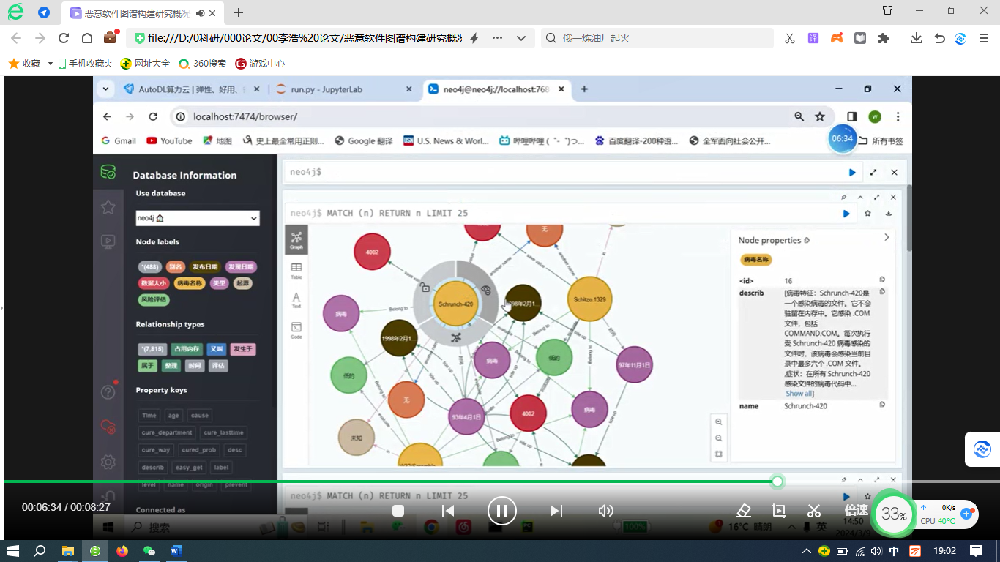 恶意软件图谱构建研究概况
file:///D:/0科研/000论文/00李浩%20论文/恶意软件图谱构建研究概况
俄一炼油厂起火
译
收藏
手机收藏夹
网址大全
360搜索
游戏中心
AutoDL算力云 | 弹性、好用、
run.py - JupyterLab
neo4j@neo4j://localhost:768
localhost:7474/browser/
Gmail
YouTube
地图
史上最全常用正则...
Google 翻译
U.S. News & Worl...
哔哩哔哩 (゜-゜)つ...
百度翻译-200种语...
全军面向社会公开...
06:34
所有书签
Database Information
Use database
neo4j
Node labels
*(488) 别名 发布日期 发现日期
数据大小 病毒名称 类型 起源
风险评估
Relationship types
*(7,815) 占用内存 又叫 发生于
属于 整理 时间 评估
Property keys
Time age cause
cure_department cure_lasttime
cure_way cured_prob desc
describ easy_get label
level name origin prevent
Connected as
neo4j$
neo4j$ MATCH (n) RETURN n LIMIT 25
Graph
Table
Text
Code
4002
无
save value
another name
Schrunch-420
1998年2月1...
Schitzo.1329
病毒
Belong to
1998年2月1...
evaluate
时间
低的
病毒
低的
97年11月1日
tide up
无
93年4月1日
4002
病毒
未知
in
Node properties
病毒名称
<id> 16
describ [病毒特征：Schrunch-420是
一个感染病毒的文件。它不会
驻留在内存中。它感染 .COM
文件，包括
COMMAND.COM。每次执行
受 Schrunch-420 病毒感染的
文件时，该病毒会感染当前目
录中最多六个 .COM 文件。
,症状：在所有 Schrunch-420
感染文件的病毒代码中...
Show all]
name Schrunch-420
neo4j$ MATCH (n) RETURN n LIMIT 25
00:06:34 / 00:08:27
倍速
33%
0K/s
CPU 40℃
搜索
100%
16°C 晴朗
英
14:50
2024/3/9
中
19:02